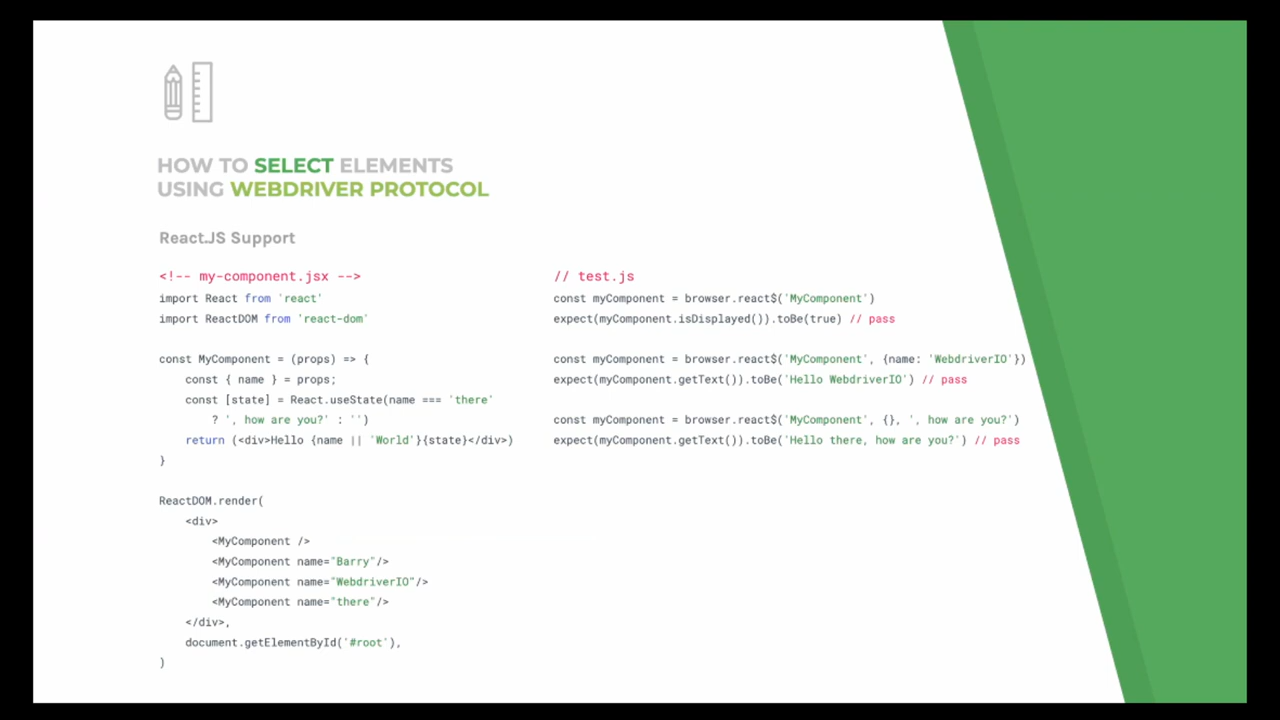 HOW TO SELECT ELEMENTS
USING WEBDRIVER PROTOCOL
React.JS Support
<!-- my-component.jsx -->
import React from 'react'
import ReactDOM from 'react-dom'
const MyComponent = (props) => {
const { name } = props;
const [state] = React.useState(name === 'there'
? ', how are you?' : '')
return (<div>Hello {name || 'World'}{state}</div>)
}
ReactDOM.render(
<div>
<MyComponent />
<MyComponent name="Barry"/>
<MyComponent name="WebdriverIO"/>
<MyComponent name="there"/>
</div>,
document.getElementById('#root'),
)
// test.js
const myComponent = browser.react$('MyComponent')
expect(myComponent.isDisplayed()).toBe(true) // pass
const myComponent = browser.react$('MyComponent', {name: 'WebdriverIO'})
expect(myComponent.getText()).toBe('Hello WebdriverIO') // pass
const myComponent = browser.react$('MyComponent', {}, ', how are you?')
expect(myComponent.getText()).toBe('Hello there, how are you?') // pass